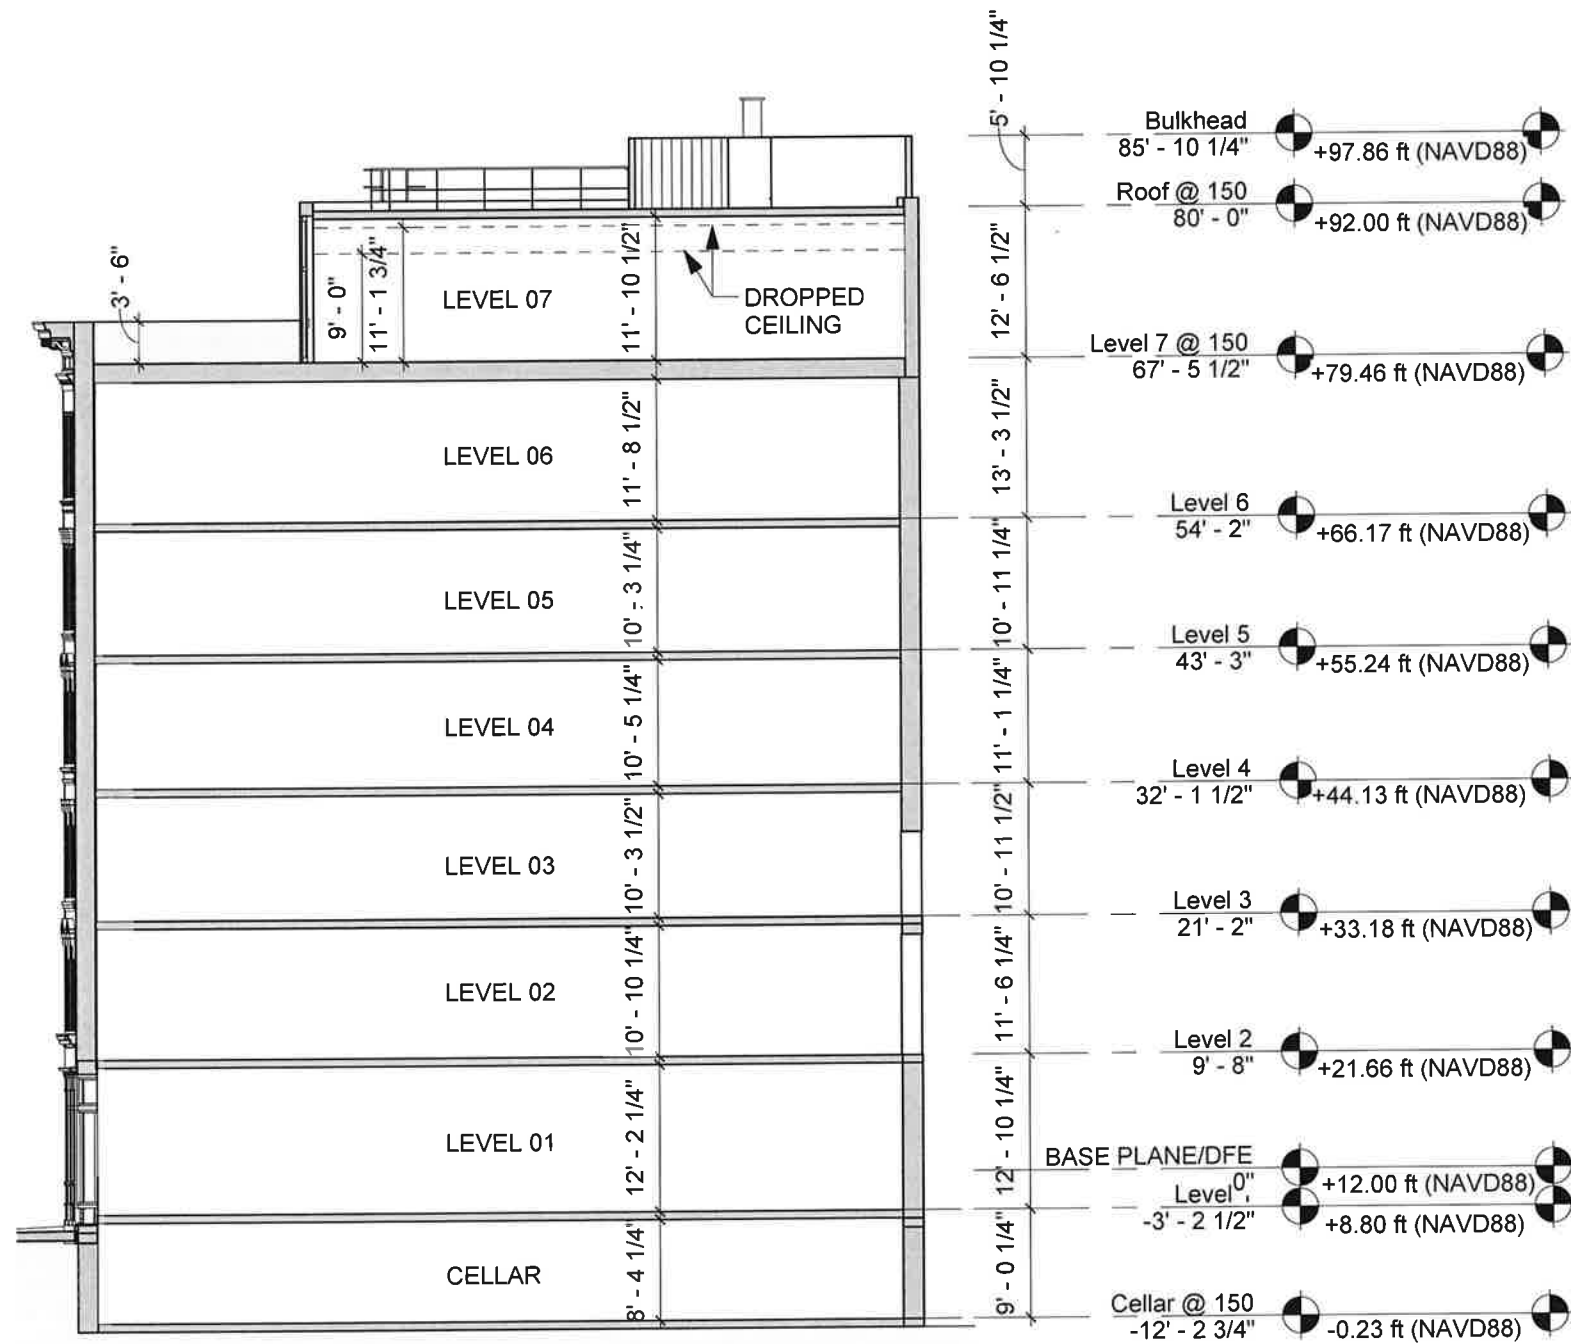 5' - 10 1/4"
Bulkhead
85' - 10 1/4"
+97.86 ft (NAVD88)
Roof @ 150
80' - 0"
+92.00 ft (NAVD88)
3' - 6"
9' - 0"
11' - 1 3/4"
LEVEL 07
11' - 10 1/2"
DROPPED
CEILING
12' - 6 1/2"
Level 7 @ 150
67' - 5 1/2"
+79.46 ft (NAVD88)
LEVEL 06
11' - 8 1/2"
13' - 3 1/2"
Level 6
54' - 2"
+66.17 ft (NAVD88)
LEVEL 05
10' - 3 1/4"
10' - 11 1/4"
Level 5
43' - 3"
+55.24 ft (NAVD88)
LEVEL 04
10' - 5 1/4"
11' - 1 1/4"
Level 4
32' - 1 1/2"
+44.13 ft (NAVD88)
LEVEL 03
10' - 3 1/2"
10' - 11 1/2"
Level 3
21' - 2"
+33.18 ft (NAVD88)
LEVEL 02
10' - 10 1/4"
11' - 6 1/4"
Level 2
9' - 8"
+21.66 ft (NAVD88)
LEVEL 01
12' - 2 1/4"
12' - 10 1/4"
BASE PLANE/DFE
0"
+12.00 ft (NAVD88)
Level
-3' - 2 1/2"
+8.80 ft (NAVD88)
CELLAR
8' - 4 1/4"
9' - 0 1/4"
Cellar @ 150
-12' - 2 3/4"
-0.23 ft (NAVD88)